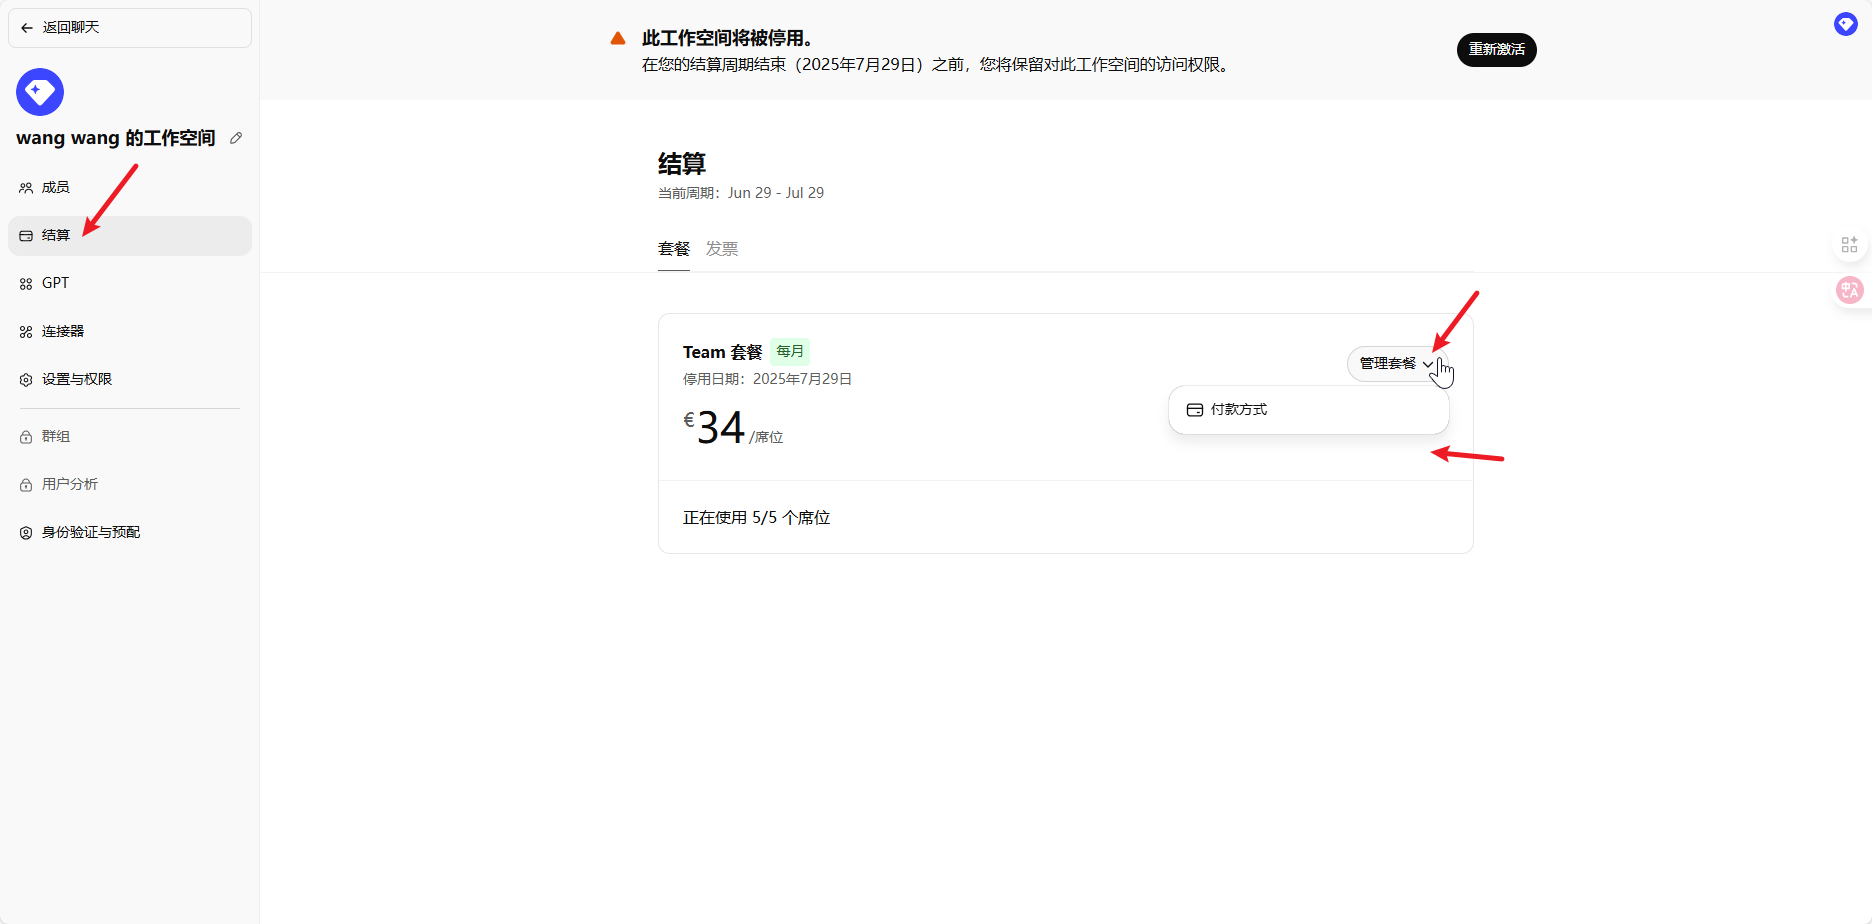 返回聊天
wang wang 的工作空间
成员
结算
GPT
连接器
设置与权限
群组
用户分析
身份验证与预配
此工作空间将被停用。
在您的结算周期结束（2025年7月29日）之前，您将保留对此工作空间的访问权限。
重新激活
结算
当前周期：Jun 29 - Jul 29
套餐 发票
Team 套餐 每月
管理套餐
停用日期：2025年7月29日
付款方式
€34/席位
正在使用 5/5 个席位
中A